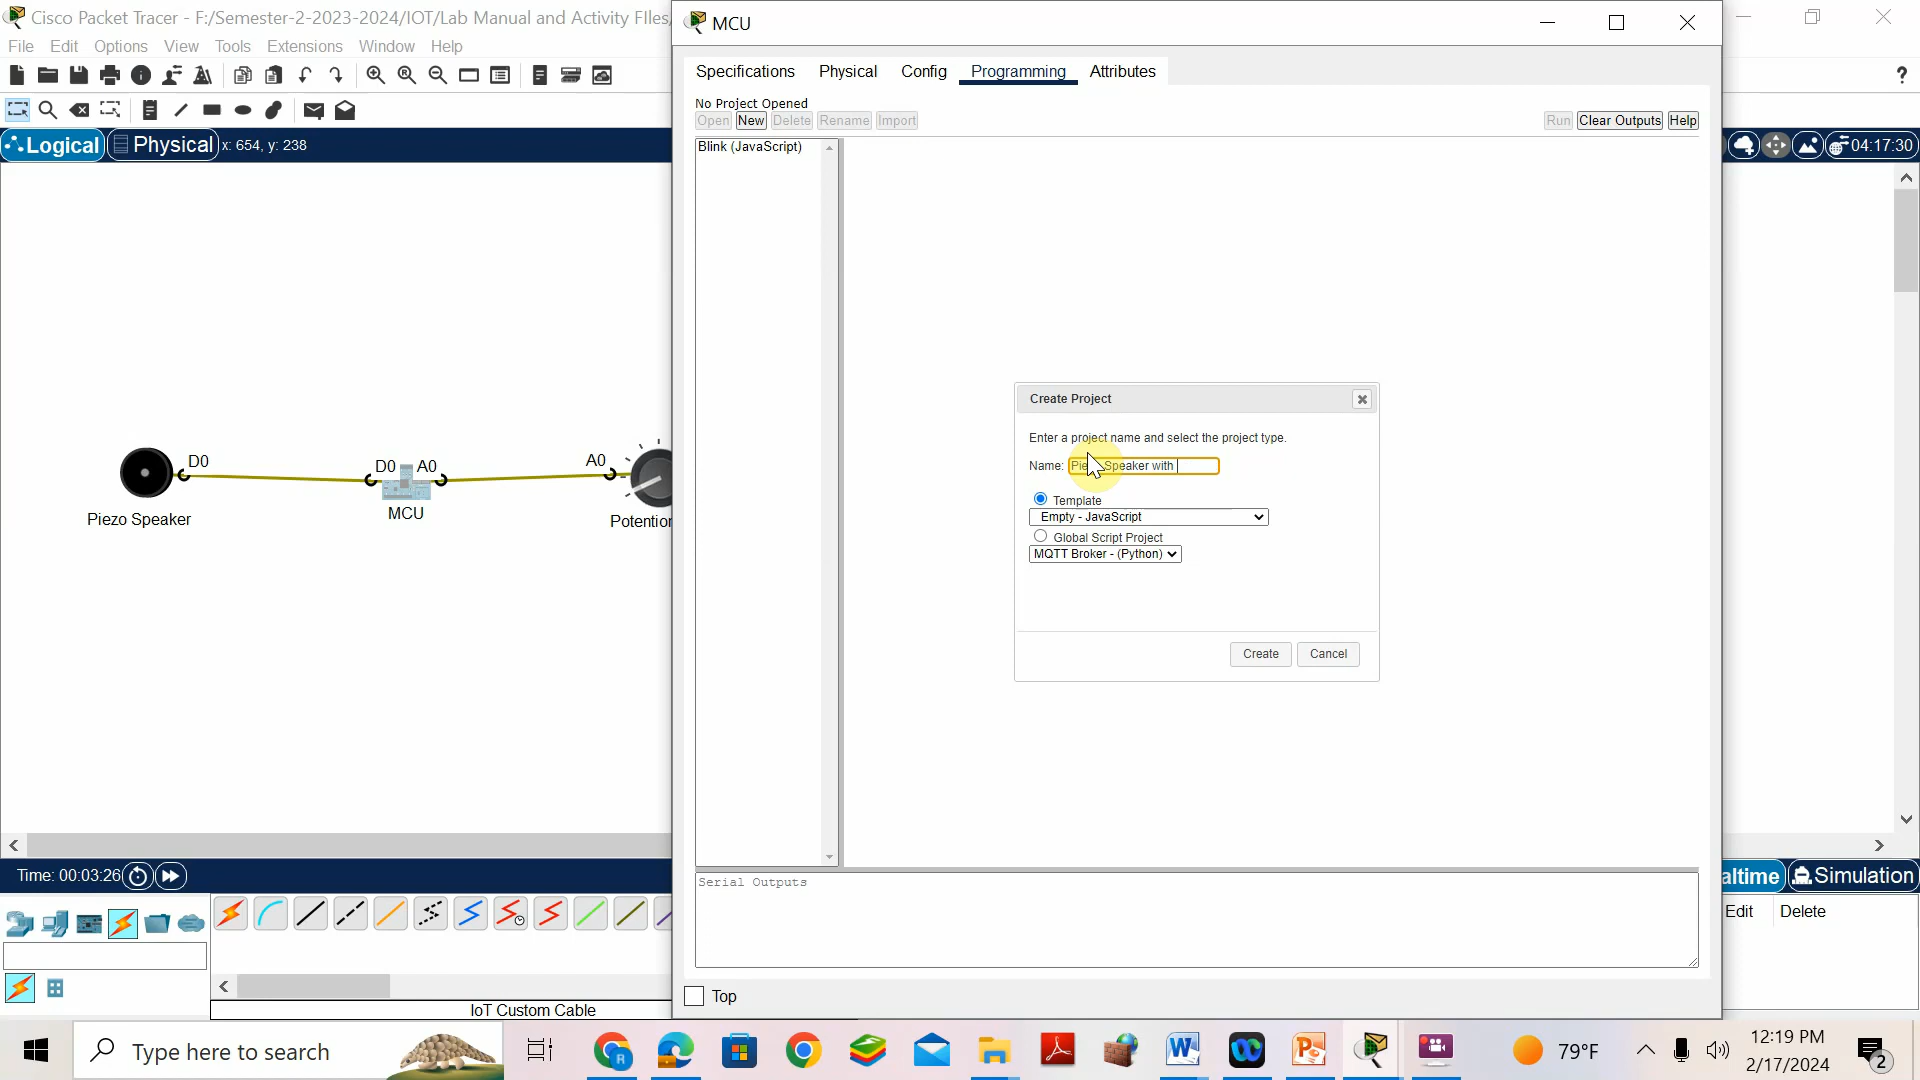 Cisco Packet Tracer - F:/Semester-2-2023-2024/IOT/Lab Manual and Activity FIles
File Edit Options View Tools Extensions Window Help
Logical Physical x: 654, y: 238
D0
D0 A0
A0
Piezo Speaker
MCU
Time: 00:03:26
IoT Custom Cable
MCU
Specifications Physical Config Programming Attributes
No Project Opened
Open New Delete Rename Import
Run Clear Outputs Help
Blink (JavaScript)
Create Project
Enter a project name and select the project type.
Name: Speaker with
Template
Empty - JavaScript
Global Script Project
MQTT Broker - (Python)
Create Cancel
Serial Outputs
Top
?
04:17:30
Simulation
Edit Delete
Type here to search
79°F
12:19 PM
2/17/2024
2